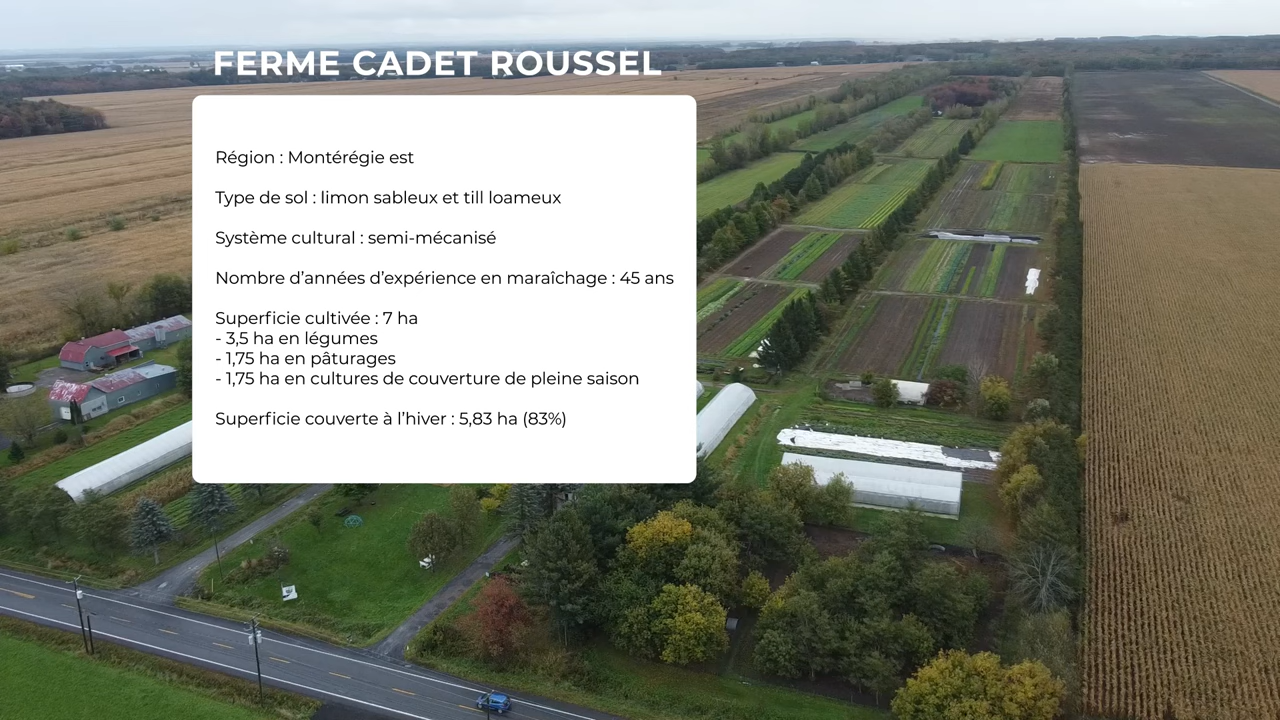 FERME CADET ROUSSEL
Région : Montérégie est
Type de sol : limon sableux et till loameux
Système cultural : semi-mécanisé
Nombre d’années d’expérience en maraîchage : 45 ans
Superficie cultivée : 7 ha
- 3,5 ha en légumes
- 1,75 ha en pâturages
- 1,75 ha en cultures de couverture de pleine saison
Superficie couverte à l’hiver : 5,83 ha (83%)